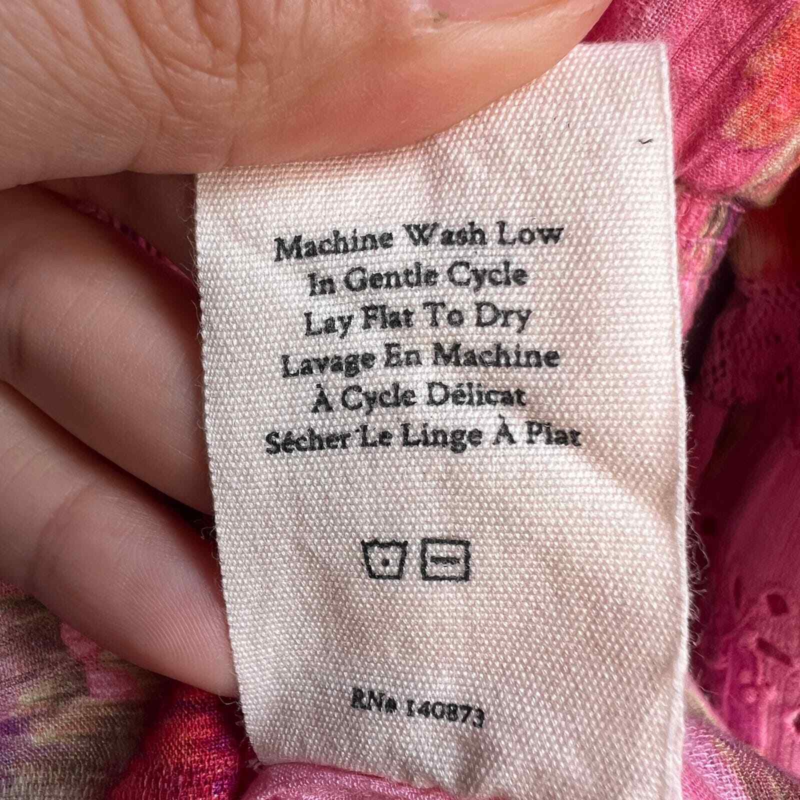 Machine Wash Low
In Gentle Cycle
Lay Flat To Dry
Lavage En Machine
À Cycle Délicat
Sécher Le Linge À Plat
RN# 140873